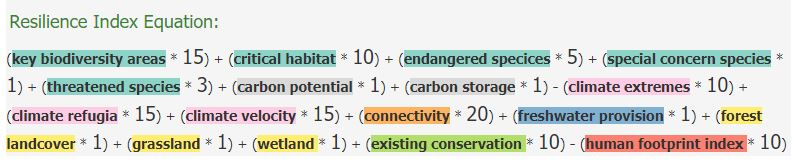 Resilience Index Equation:
(key biodiversity areas * 15) + (critical habitat * 10) + (endangered specices * 5) + (special concern species *
1) + (threatened species * 3) + (carbon potential * 1) + (carbon storage * 1) - (climate extremes * 10) +
(climate refugia * 15) + (climate velocity * 15) + (connectivity * 20) + (freshwater provision * 1) + (forest
landcover * 1) + (grassland * 1) + (wetland * 1) + (existing conservation * 10) - (human footprint index * 10)